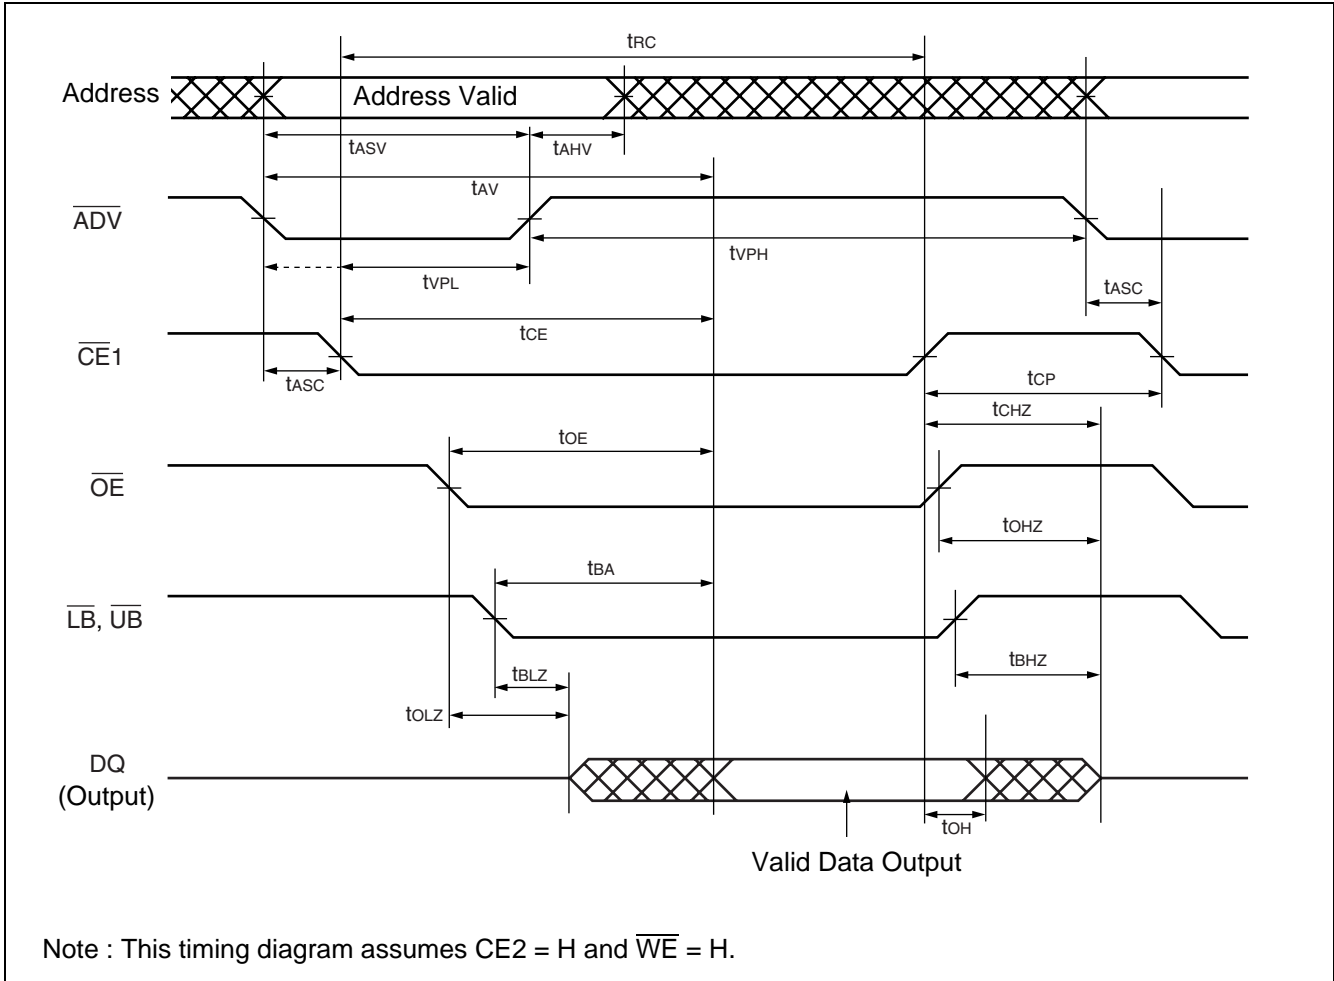 tRC
Address
Address Valid
tASV
tAHV
tAV
ADV
tVPL
tVPH
tASC
tCE
CE1
tASC
tCP
tCHZ
tOE
OE
tOHZ
tBA
LB, UB
tBLZ
tBHZ
tOLZ
DQ
(Output)
tOH
Valid Data Output
Note : This timing diagram assumes CE2 = H and WE = H.